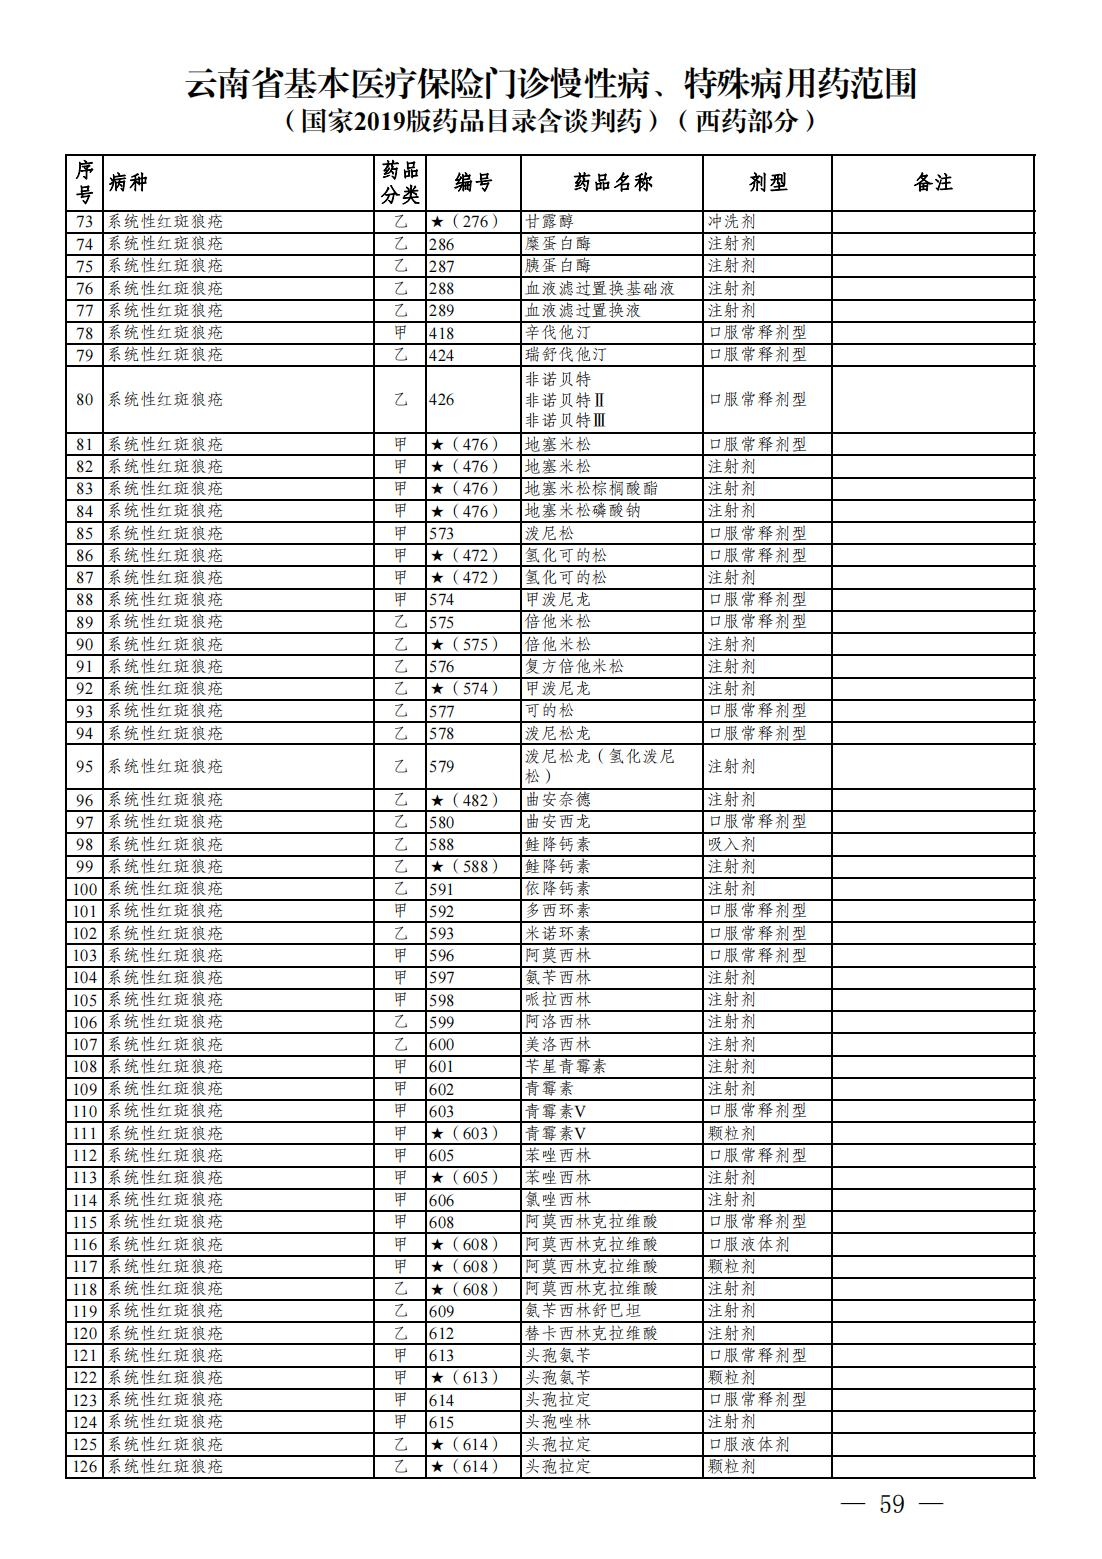 云南省基本医疗保险门诊慢性病、特殊病用药范围
（国家2019版药品目录含谈判药）（西药部分）
序号 病种 药品分类 编号 药品名称 剂型 备注
73 系统性红斑狼疮 乙 ★（276） 甘露醇 冲洗剂
74 系统性红斑狼疮 乙 286 糜蛋白酶 注射剂
75 系统性红斑狼疮 乙 287 胰蛋白酶 注射剂
76 系统性红斑狼疮 乙 288 血液滤过置换基础液 注射剂
77 系统性红斑狼疮 乙 289 血液滤过置换液 注射剂
78 系统性红斑狼疮 甲 418 辛伐他汀 口服常释剂型
79 系统性红斑狼疮 乙 424 瑞舒伐他汀 口服常释剂型
80 系统性红斑狼疮 乙 426 非诺贝特
非诺贝特Ⅱ
非诺贝特Ⅲ 口服常释剂型
81 系统性红斑狼疮 甲 ★（476） 地塞米松 口服常释剂型
82 系统性红斑狼疮 甲 ★（476） 地塞米松 注射剂
83 系统性红斑狼疮 甲 ★（476） 地塞米松棕榈酸酯 注射剂
84 系统性红斑狼疮 甲 ★（476） 地塞米松磷酸钠 注射剂
85 系统性红斑狼疮 甲 573 泼尼松 口服常释剂型
86 系统性红斑狼疮 甲 ★（472） 氢化可的松 口服常释剂型
87 系统性红斑狼疮 甲 ★（472） 氢化可的松 注射剂
88 系统性红斑狼疮 甲 574 甲泼尼龙 口服常释剂型
89 系统性红斑狼疮 乙 575 倍他米松 口服常释剂型
90 系统性红斑狼疮 乙 ★（575） 倍他米松 注射剂
91 系统性红斑狼疮 乙 576 复方倍他米松 注射剂
92 系统性红斑狼疮 乙 ★（574） 甲泼尼龙 注射剂
93 系统性红斑狼疮 乙 577 可的松 口服常释剂型
94 系统性红斑狼疮 乙 578 泼尼松龙 口服常释剂型
95 系统性红斑狼疮 乙 579 泼尼松龙（氢化泼尼
松） 注射剂
96 系统性红斑狼疮 乙 ★（482） 曲安奈德 注射剂
97 系统性红斑狼疮 乙 580 曲安西龙 口服常释剂型
98 系统性红斑狼疮 乙 588 鲑降钙素 吸入剂
99 系统性红斑狼疮 乙 ★（588） 鲑降钙素 注射剂
100 系统性红斑狼疮 乙 591 依降钙素 注射剂
101 系统性红斑狼疮 甲 592 多西环素 口服常释剂型
102 系统性红斑狼疮 乙 593 米诺环素 口服常释剂型
103 系统性红斑狼疮 甲 596 阿莫西林 口服常释剂型
104 系统性红斑狼疮 甲 597 氨苄西林 注射剂
105 系统性红斑狼疮 甲 598 哌拉西林 注射剂
106 系统性红斑狼疮 乙 599 阿洛西林 注射剂
107 系统性红斑狼疮 乙 600 美洛西林 注射剂
108 系统性红斑狼疮 甲 601 苄星青霉素 注射剂
109 系统性红斑狼疮 甲 602 青霉素 注射剂
110 系统性红斑狼疮 甲 603 青霉素V 口服常释剂型
111 系统性红斑狼疮 甲 ★（603） 青霉素V 颗粒剂
112 系统性红斑狼疮 甲 605 苯唑西林 口服常释剂型
113 系统性红斑狼疮 甲 ★（605） 苯唑西林 注射剂
114 系统性红斑狼疮 甲 606 氯唑西林 注射剂
115 系统性红斑狼疮 甲 608 阿莫西林克拉维酸 口服常释剂型
116 系统性红斑狼疮 甲 ★（608） 阿莫西林克拉维酸 口服液体剂
117 系统性红斑狼疮 甲 ★（608） 阿莫西林克拉维酸 颗粒剂
118 系统性红斑狼疮 乙 ★（608） 阿莫西林克拉维酸 注射剂
119 系统性红斑狼疮 乙 609 氨苄西林舒巴坦 注射剂
120 系统性红斑狼疮 乙 612 替卡西林克拉维酸 注射剂
121 系统性红斑狼疮 甲 613 头孢氨苄 口服常释剂型
122 系统性红斑狼疮 甲 ★（613） 头孢氨苄 颗粒剂
123 系统性红斑狼疮 甲 614 头孢拉定 口服常释剂型
124 系统性红斑狼疮 甲 615 头孢唑林 注射剂
125 系统性红斑狼疮 乙 ★（614） 头孢拉定 口服液体剂
126 系统性红斑狼疮 乙 ★（614） 头孢拉定 颗粒剂
— 59 —